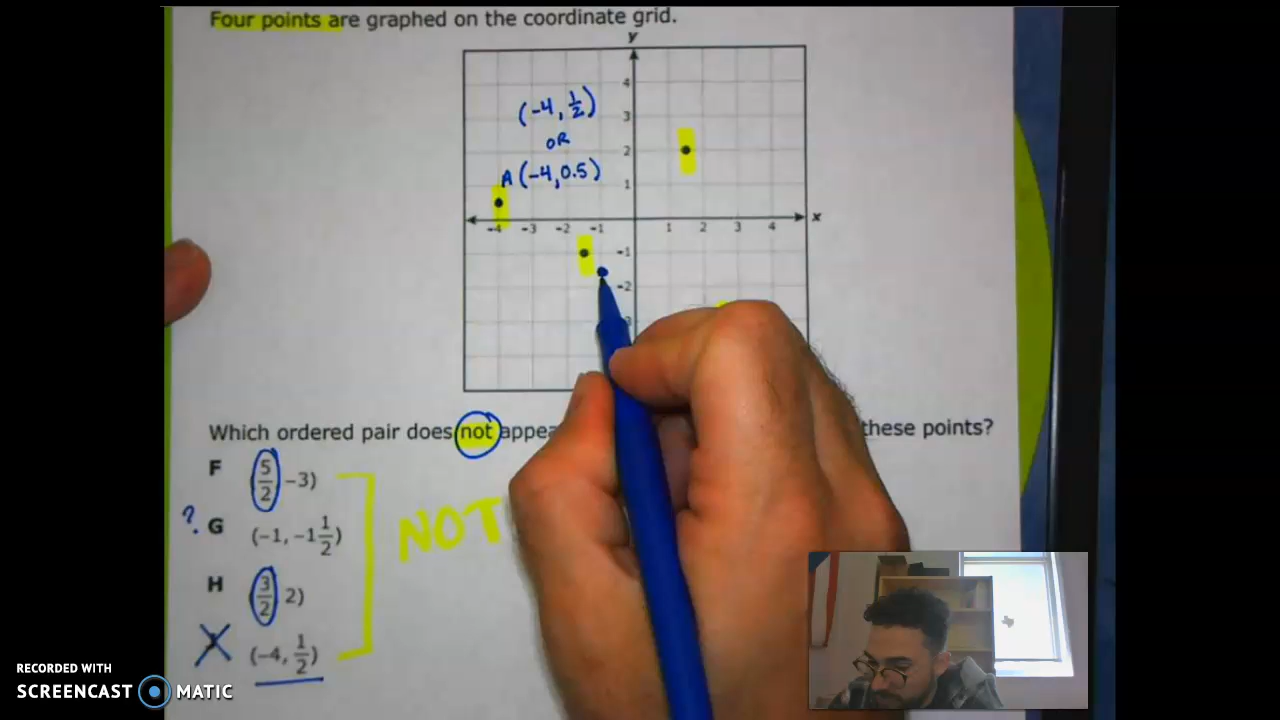 Four points are graphed on the coordinate grid.
y
4
(-4, 1/2)
3
OR
2
A (-4, 0.5)
1
-4 -3 -2 -1 1 2 3 4 x
-1
-2
Which ordered pair does not these points?
F (5/2, -3)
? G (-1, -1 1/2)
NOT
H (3/2, 2)
(-4, 1/2)
RECORDED WITH
SCREENCAST MATIC